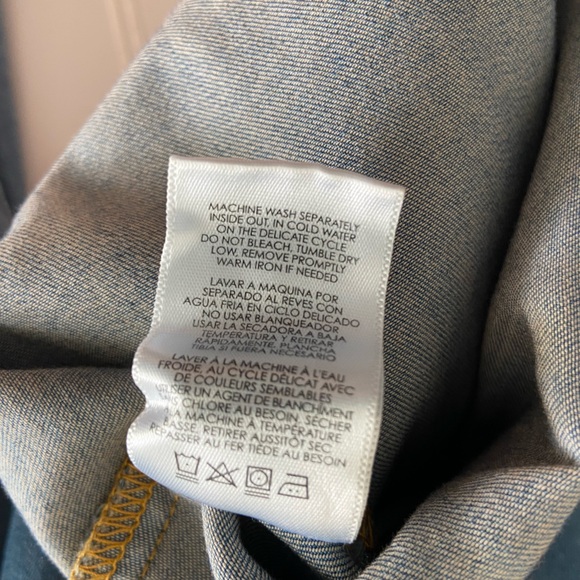 MACHINE WASH SEPARATELY
INSIDE OUT, IN COLD WATER
ON THE DELICATE CYCLE
DO NOT BLEACH, TUMBLE DRY
LOW, REMOVE PROMPTLY
WARM IRON IF NEEDED
LAVAR A MAQUINA POR
SEPARADO AL REVES CON
AGUA FRIA EN CICLO DELICADO
NO USAR BLANQUEADOR
USAR LA SECADORA A BAJA
TEMPERATURA Y RETIRAR
RÁPIDAMENTE, PLANCHA
TIBIA SI FUERA NECESARIO
LAVER À LA MACHINE À L'EAU
FROIDE, AU CYCLE DÉLICAT AVEC
DE COULEURS SEMBLABLES
UTILISER UN AGENT DE BLANCHIMENT
SANS CHLORE AU BESOIN, SÉCHER
À LA MACHINE À TEMPÉRATURE
BASSE, RETIRER AUSSITÔT SEC
REPASSER AU FER TIÈDE AU BESOIN